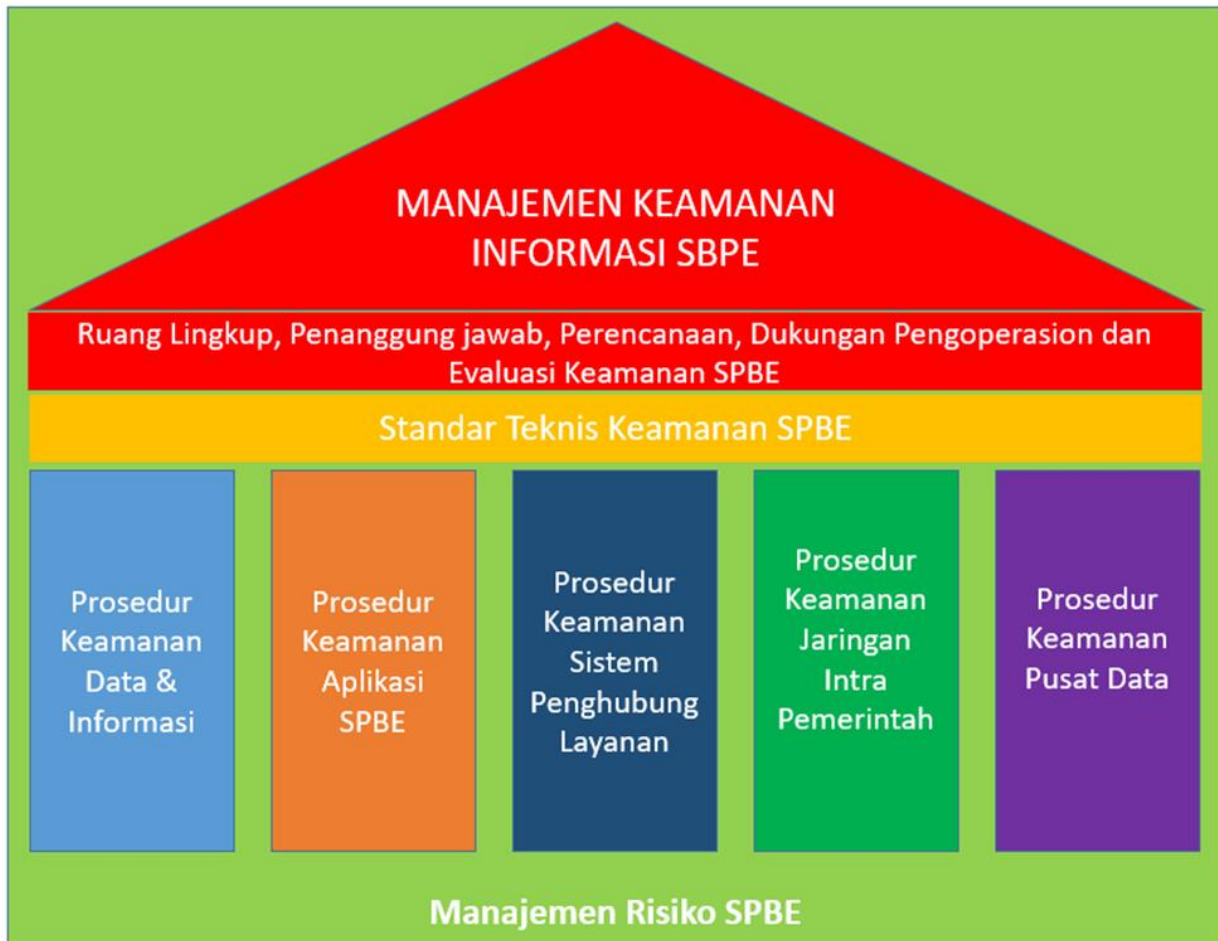 MANAJEMEN KEAMANAN
INFORMASI SBPE
Ruang Lingkup, Penanggung jawab, Perencanaan, Dukungan Pengoperasion dan
Evaluasi Keamanan SPBE
Standar Teknis Keamanan SPBE
Prosedur
Keamanan
Data &
Informasi
Prosedur
Keamanan
Aplikasi
SPBE
Prosedur
Keamanan
Sistem
Penghubung
Layanan
Prosedur
Keamanan
Jaringan
Intra
Pemerintah
Prosedur
Keamanan
Pusat Data
Manajemen Risiko SPBE